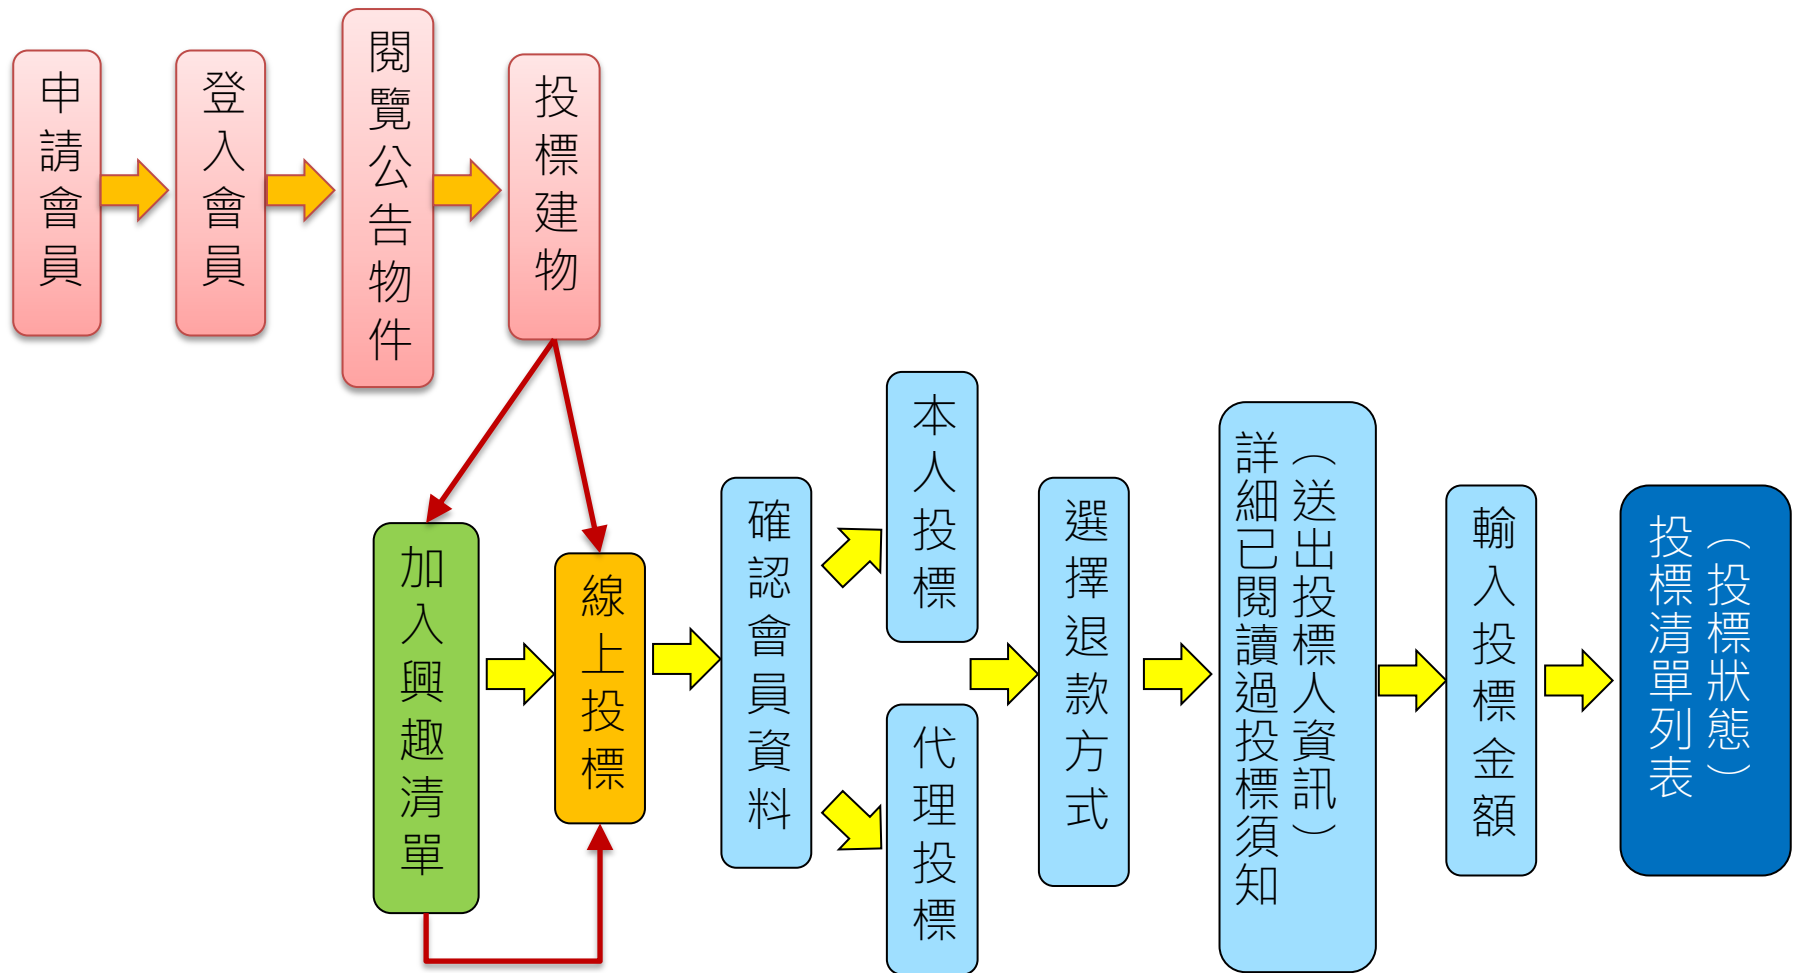 申請會員
登入會員
閱覽公告物件
投標建物
加入興趣清單
線上投標
確認會員資料
本人投標
代理投標
選擇退款方式
（送出投標人資訊）
詳細已閱讀過投標須知
輸入投標金額
（投標狀態）
投標清單列表